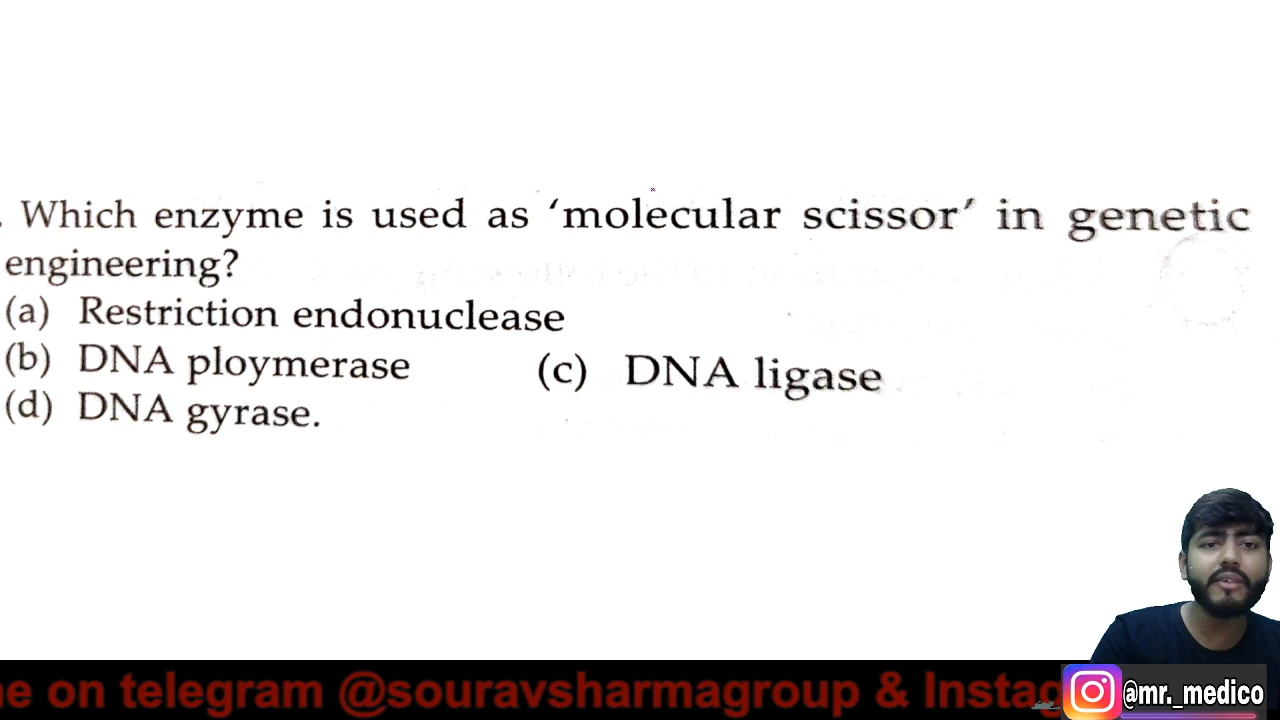 . Which enzyme is used as ‘molecular scissor’ in genetic
engineering?
(a) Restriction endonuclease
(b) DNA ploymerase (c) DNA ligase
(d) DNA gyrase.
e on telegram @souravsharmagroup & Instag
@mr._medico